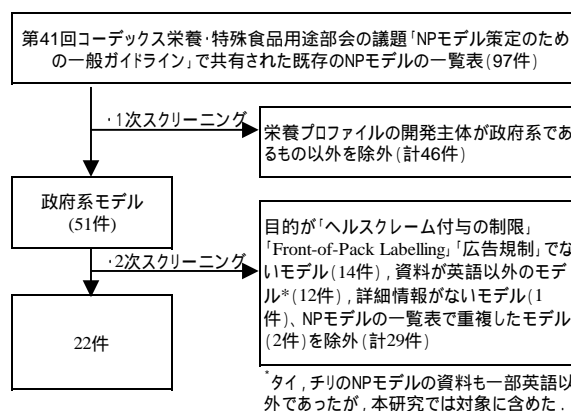 第41回コーデックス栄養・特殊食品用途部会の議題「NPモデル策定のため
の一般ガイドライン」で共有された既存のNPモデルの一覧表(97件)
・1次スクリーニング
栄養プロファイルの開発主体が政府系であ
るもの以外を除外(計46件)
政府系モデル
(51件)
・2次スクリーニング
目的が「ヘルスクレーム付与の制限」
「Front-of-Pack Labelling」「広告規制」でな
いモデル(14件),資料が英語以外のモデ
ル*(12件),詳細情報がないモデル(1
件)、NPモデルの一覧表で重複したモデル
(2件)を除外(計29件)
22件
*タイ,チリのNPモデルの資料も一部英語以
外であったが,本研究では対象に含めた.